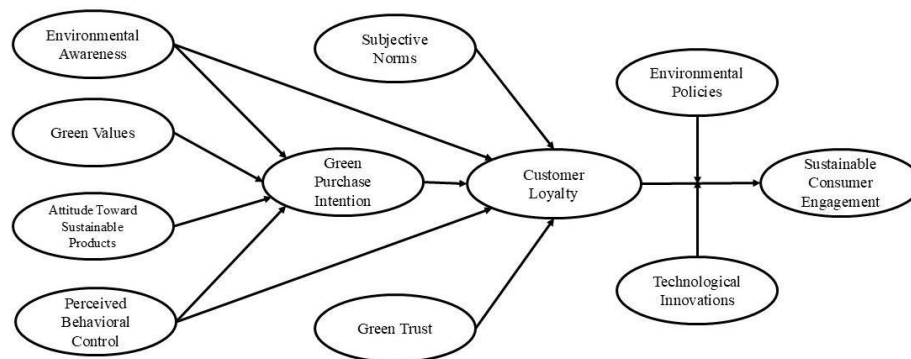 Environmental
Awareness
Subjective
Norms
Environmental
Policies
Green Values
Green
Purchase
Intention
Customer
Loyalty
Sustainable
Consumer
Engagement
Attitude Toward
Sustainable
Products
Perceived
Behavioral
Control
Green Trust
Technological
Innovations